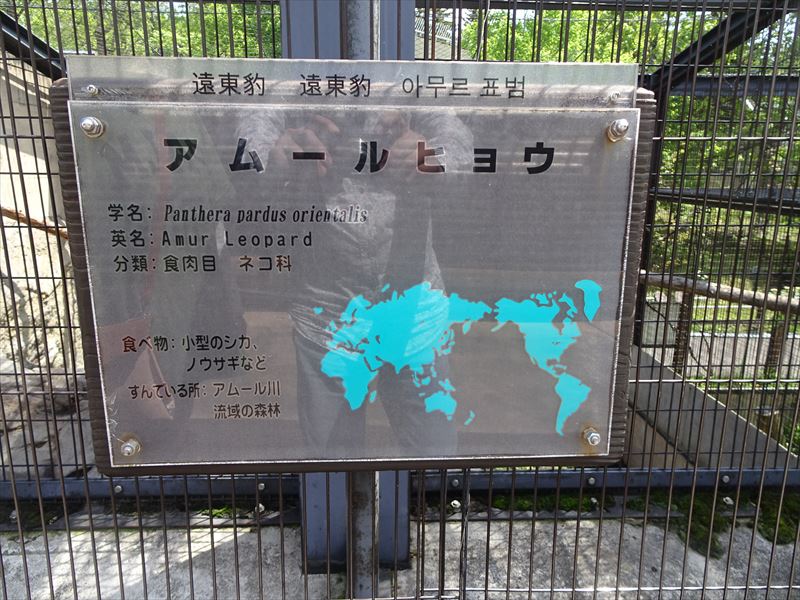 遠東豹　遠東豹　아무르 표범
アムールヒョウ
学名: Panthera pardus orientalis
英名: Amur Leopard
分類: 食肉目　ネコ科
食べ物: 小型のシカ、
ノウサギなど
すんでいる所: アムール川
流域の森林